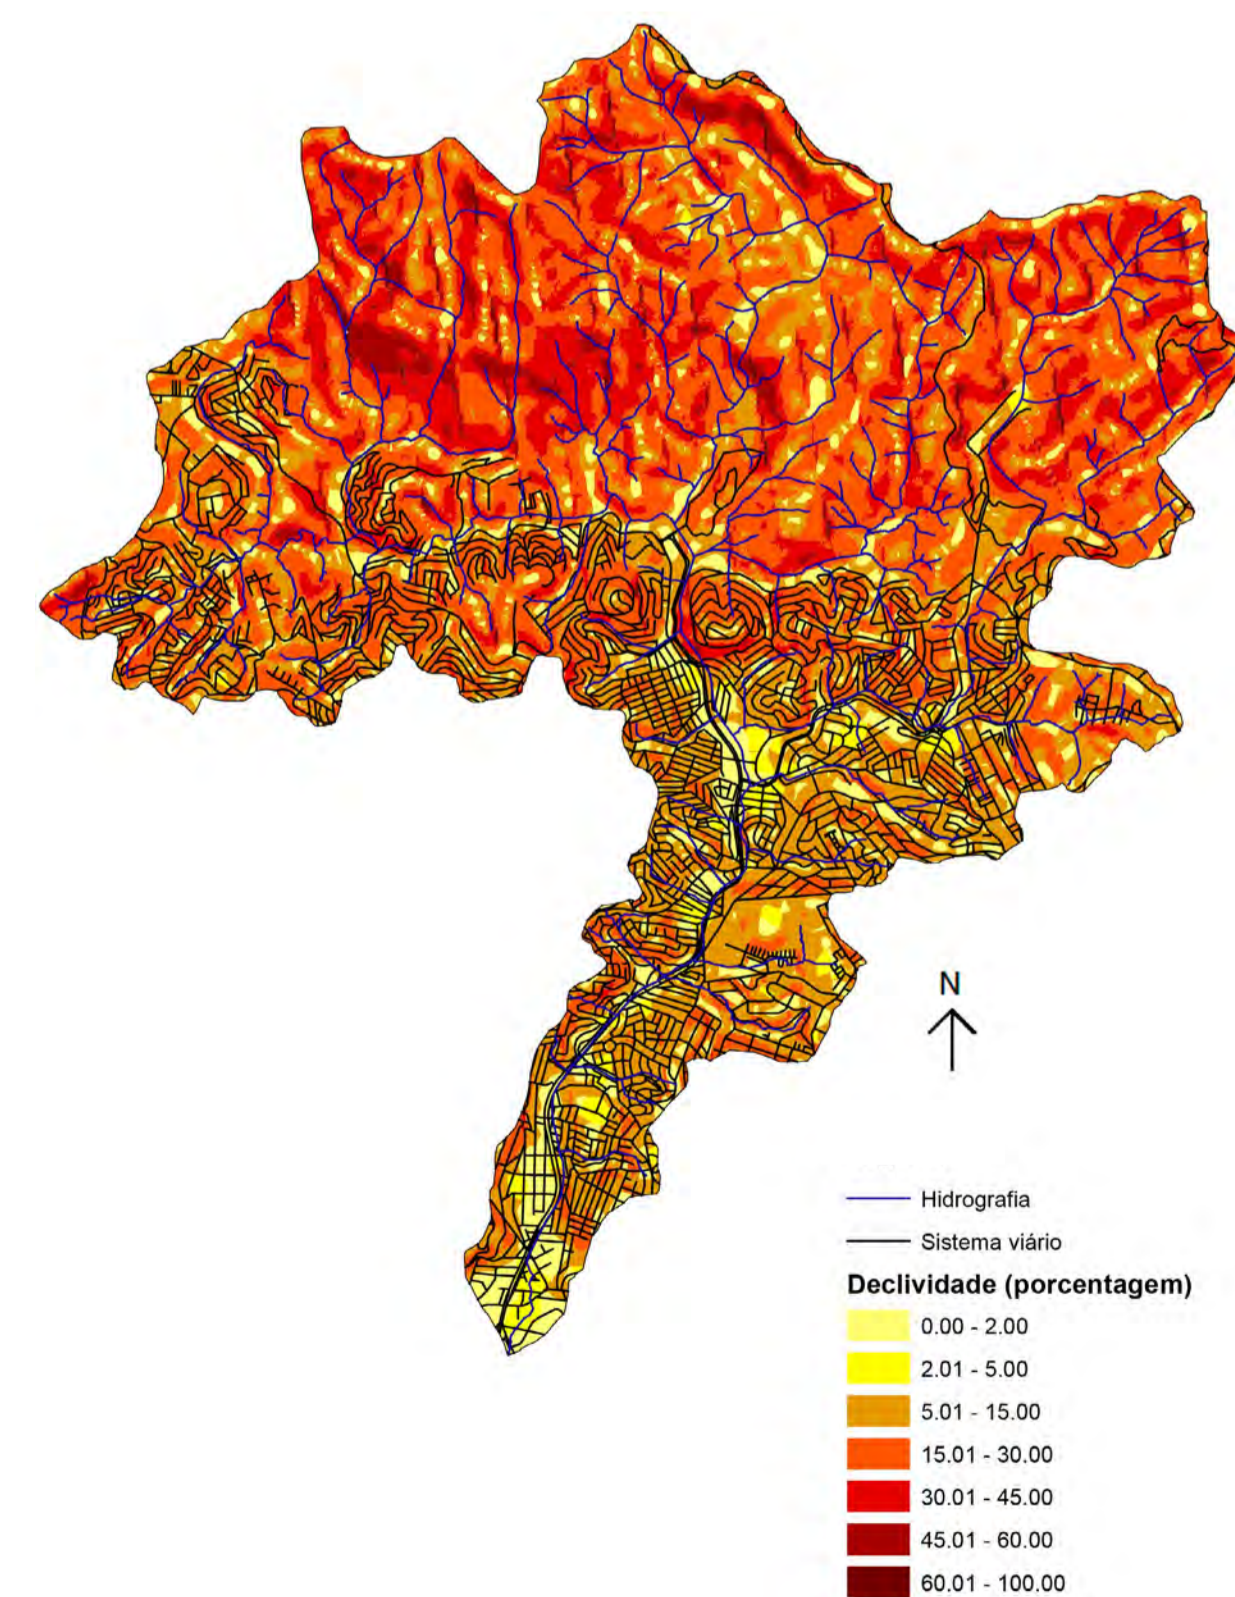 N
Hidrografia
Sistema viário
Declividade (porcentagem)
0.00 - 2.00
2.01 - 5.00
5.01 - 15.00
15.01 - 30.00
30.01 - 45.00
45.01 - 60.00
60.01 - 100.00